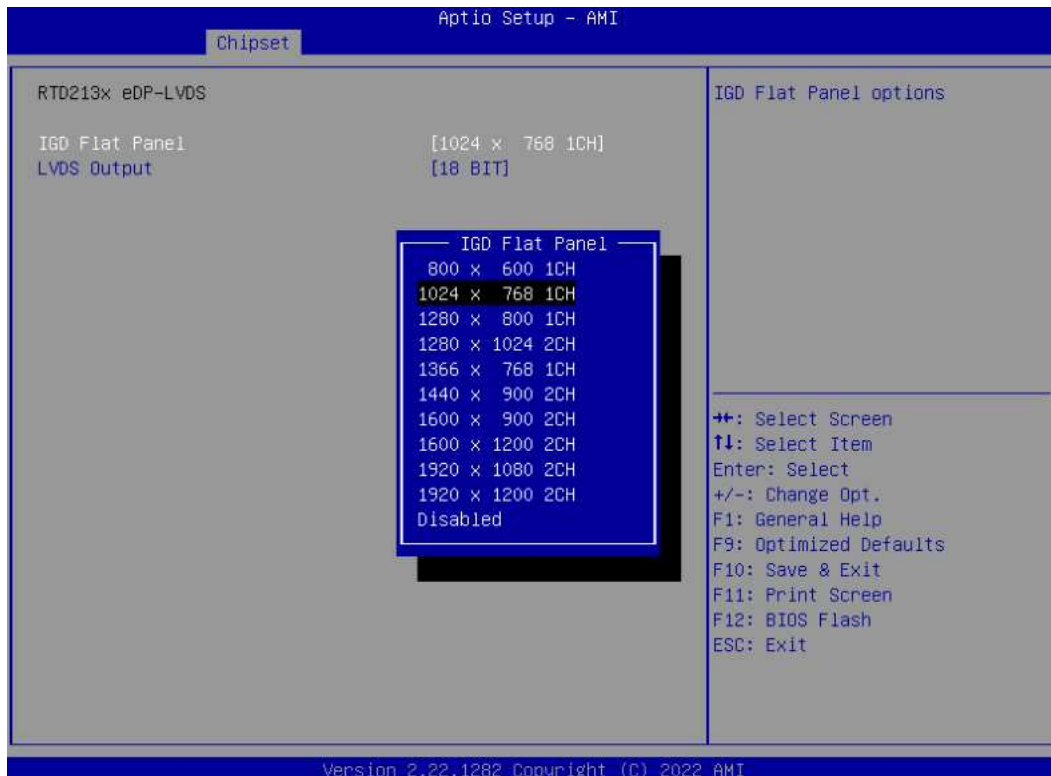 Aptio Setup - AMI
Chipset
RTD213x eDP-LVDS
IGD Flat Panel [1024 x 768 1CH]
LVDS Output [18 BIT]
IGD Flat Panel
800 x 600 1CH
1024 x 768 1CH
1280 x 800 1CH
1280 x 1024 2CH
1366 x 768 1CH
1440 x 900 2CH
1600 x 900 2CH
1600 x 1200 2CH
1920 x 1080 2CH
1920 x 1200 2CH
Disabled
IGD Flat Panel options
→←: Select Screen
↑↓: Select Item
Enter: Select
+/-: Change Opt.
F1: General Help
F9: Optimized Defaults
F10: Save & Exit
F11: Print Screen
F12: BIOS Flash
ESC: Exit
Version 2.22.1282 Copyright (C) 2022 AMI